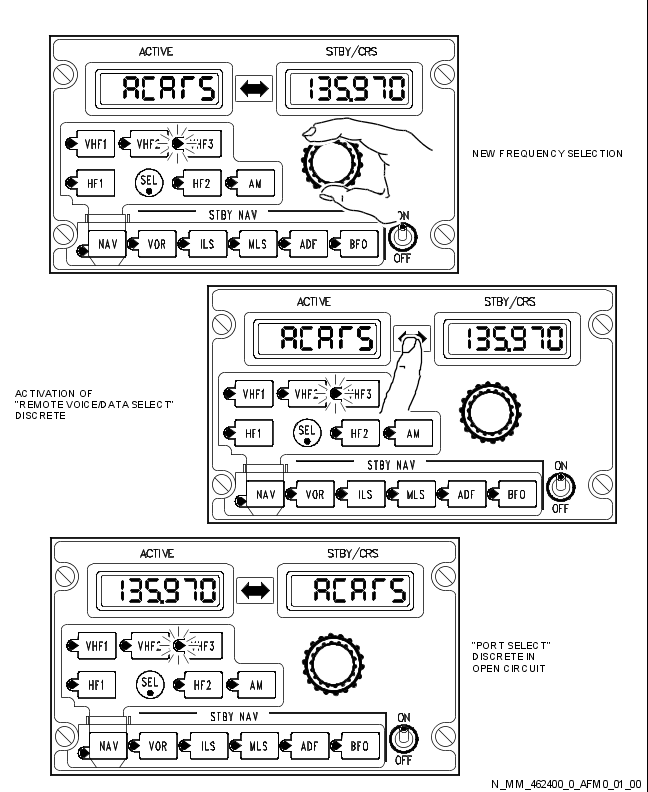 ACTIVE STBY/CRS
ACARS 135.970
VHF1 VHF2 VHF3
HF1 SEL HF2 AM
STBY NAV
NAV VOR ILS MLS ADF BFO
ON
OFF
NEW FREQUENCY SELECTION
ACTIVE STBY/CRS
ACARS 135.970
VHF1 VHF2 VHF3
HF1 SEL HF2 AM
STBY NAV
NAV VOR ILS MLS ADF BFO
ON
OFF
ACTIVATION OF
"REMOTE VOICE/DATA SELECT"
DISCRETE
ACTIVE STBY/CRS
135.970 ACARS
VHF1 VHF2 VHF3
HF1 SEL HF2 AM
STBY NAV
NAV VOR ILS MLS ADF BFO
ON
OFF
"PORT SELECT"
DISCRETE IN
OPEN CIRCUIT
N_MM_462400_0_AFM0_01_00